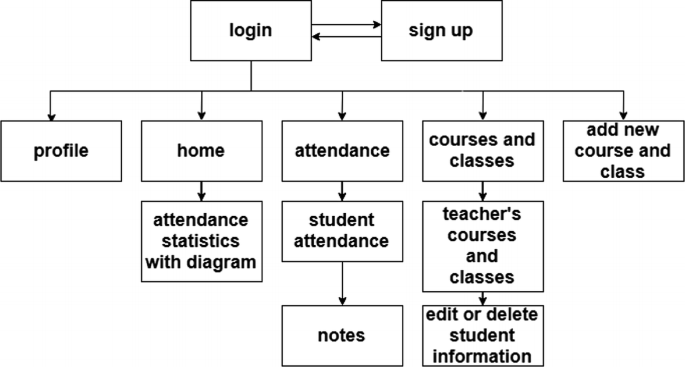 login
sign up
profile
home
attendance
courses and
classes
add new
course and
class
attendance
statistics
with diagram
student
attendance
teacher's
courses
and
classes
notes
edit or delete
student
information